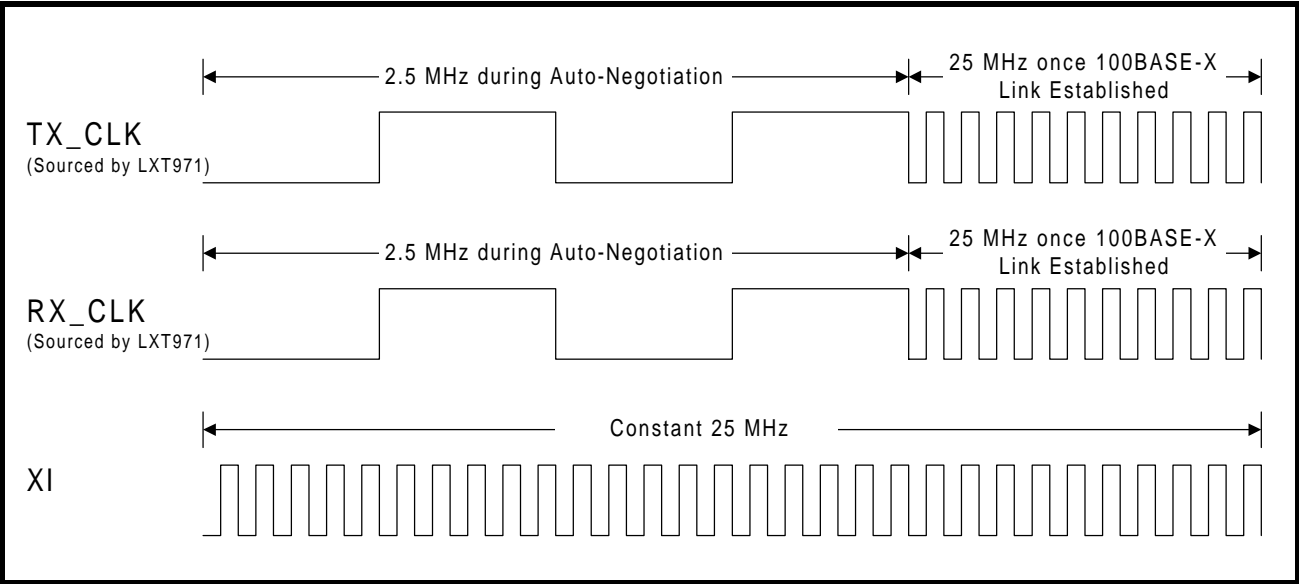 2.5 MHz during Auto-Negotiation
25 MHz once 100BASE-X
Link Established
TX_CLK
(Sourced by LXT971)
2.5 MHz during Auto-Negotiation
25 MHz once 100BASE-X
Link Established
RX_CLK
(Sourced by LXT971)
Constant 25 MHz
XI